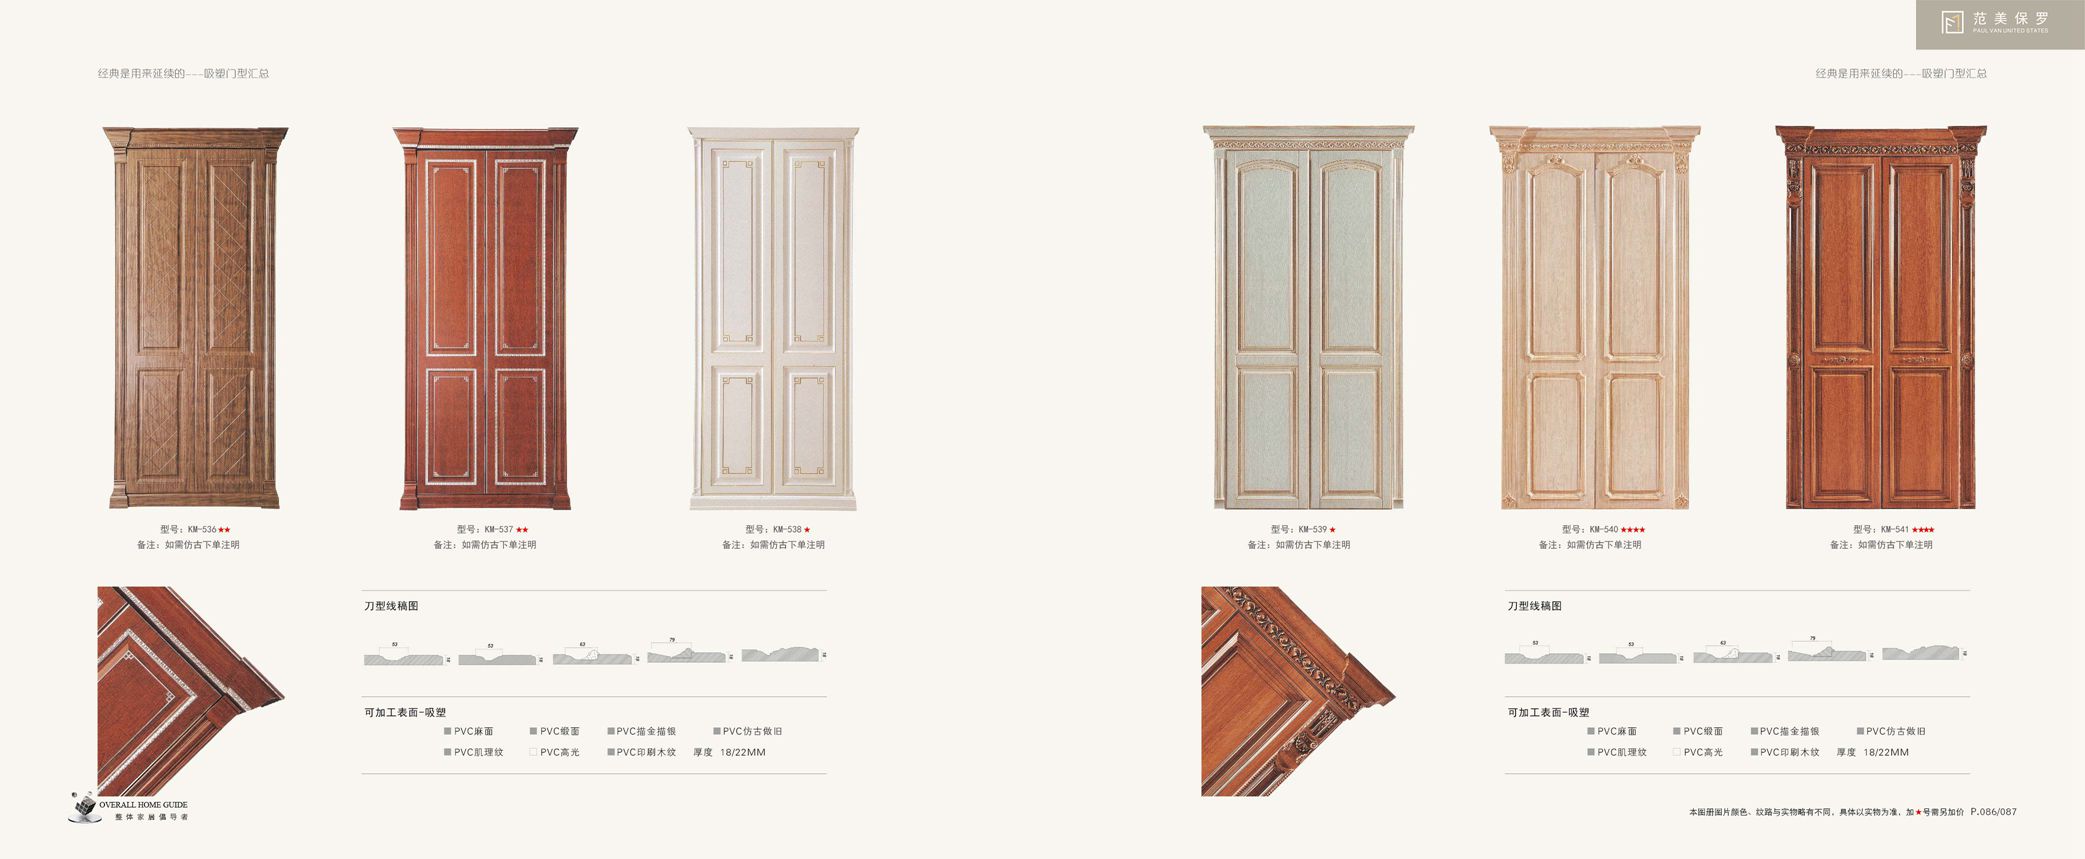 范美保罗
PAUL VAN UNITED STATES
经典是用来延续的---吸塑门型汇总
经典是用来延续的---吸塑门型汇总
型号：KM-536★★
备注：如需仿古下单注明
型号：KM-537★★
备注：如需仿古下单注明
型号：KM-538★
备注：如需仿古下单注明
型号：KM-539★
备注：如需仿古下单注明
型号：KM-540★★★★
备注：如需仿古下单注明
型号：KM-541★★★★
备注：如需仿古下单注明
刀型线稿图
53
53
63
79
可加工表面-吸塑
PVC麻面 PVC缎面 PVC描金描银 PVC仿古做旧
PVC肌理纹 PVC高光 PVC印刷木纹 厚度 18/22MM
OVERALL HOME GUIDE
整体家居倡导者
刀型线稿图
53
53
63
79
可加工表面-吸塑
PVC麻面 PVC缎面 PVC描金描银 PVC仿古做旧
PVC肌理纹 PVC高光 PVC印刷木纹 厚度 18/22MM
本图册图片颜色、纹路与实物略有不同，具体以实物为准，加★号需另加价 P.086/087